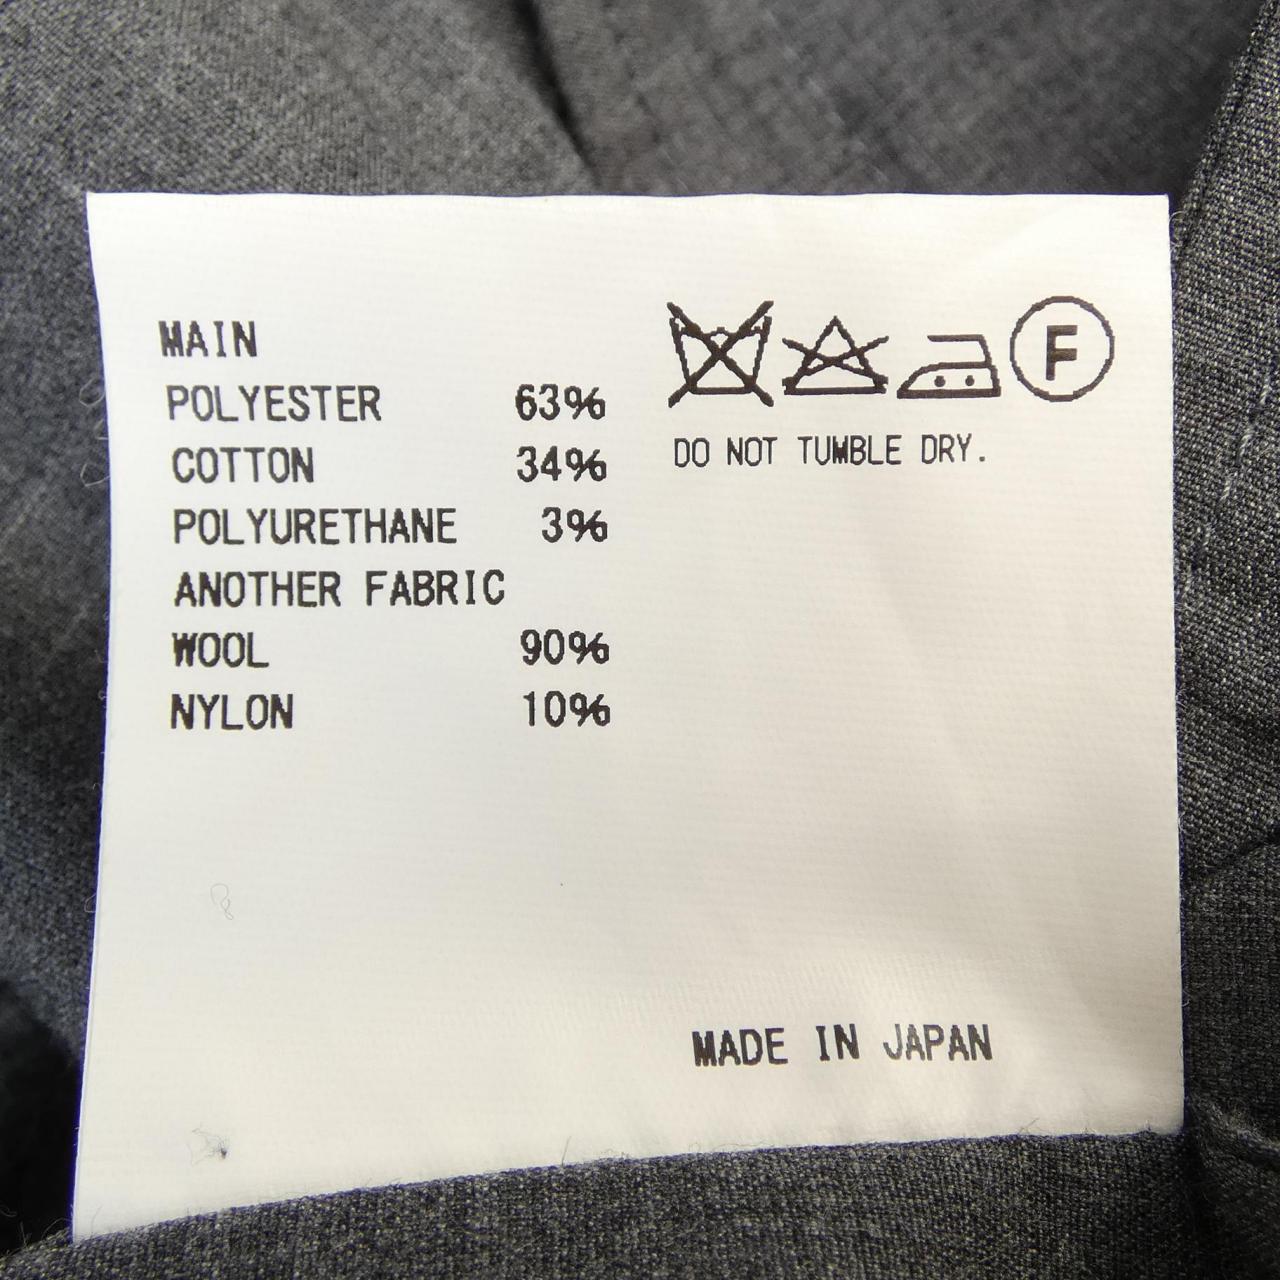 MAIN
POLYESTER 63%
COTTON 34%
POLYURETHANE 3%
ANOTHER FABRIC
WOOL 90%
NYLON 10%
F
DO NOT TUMBLE DRY.
MADE IN JAPAN